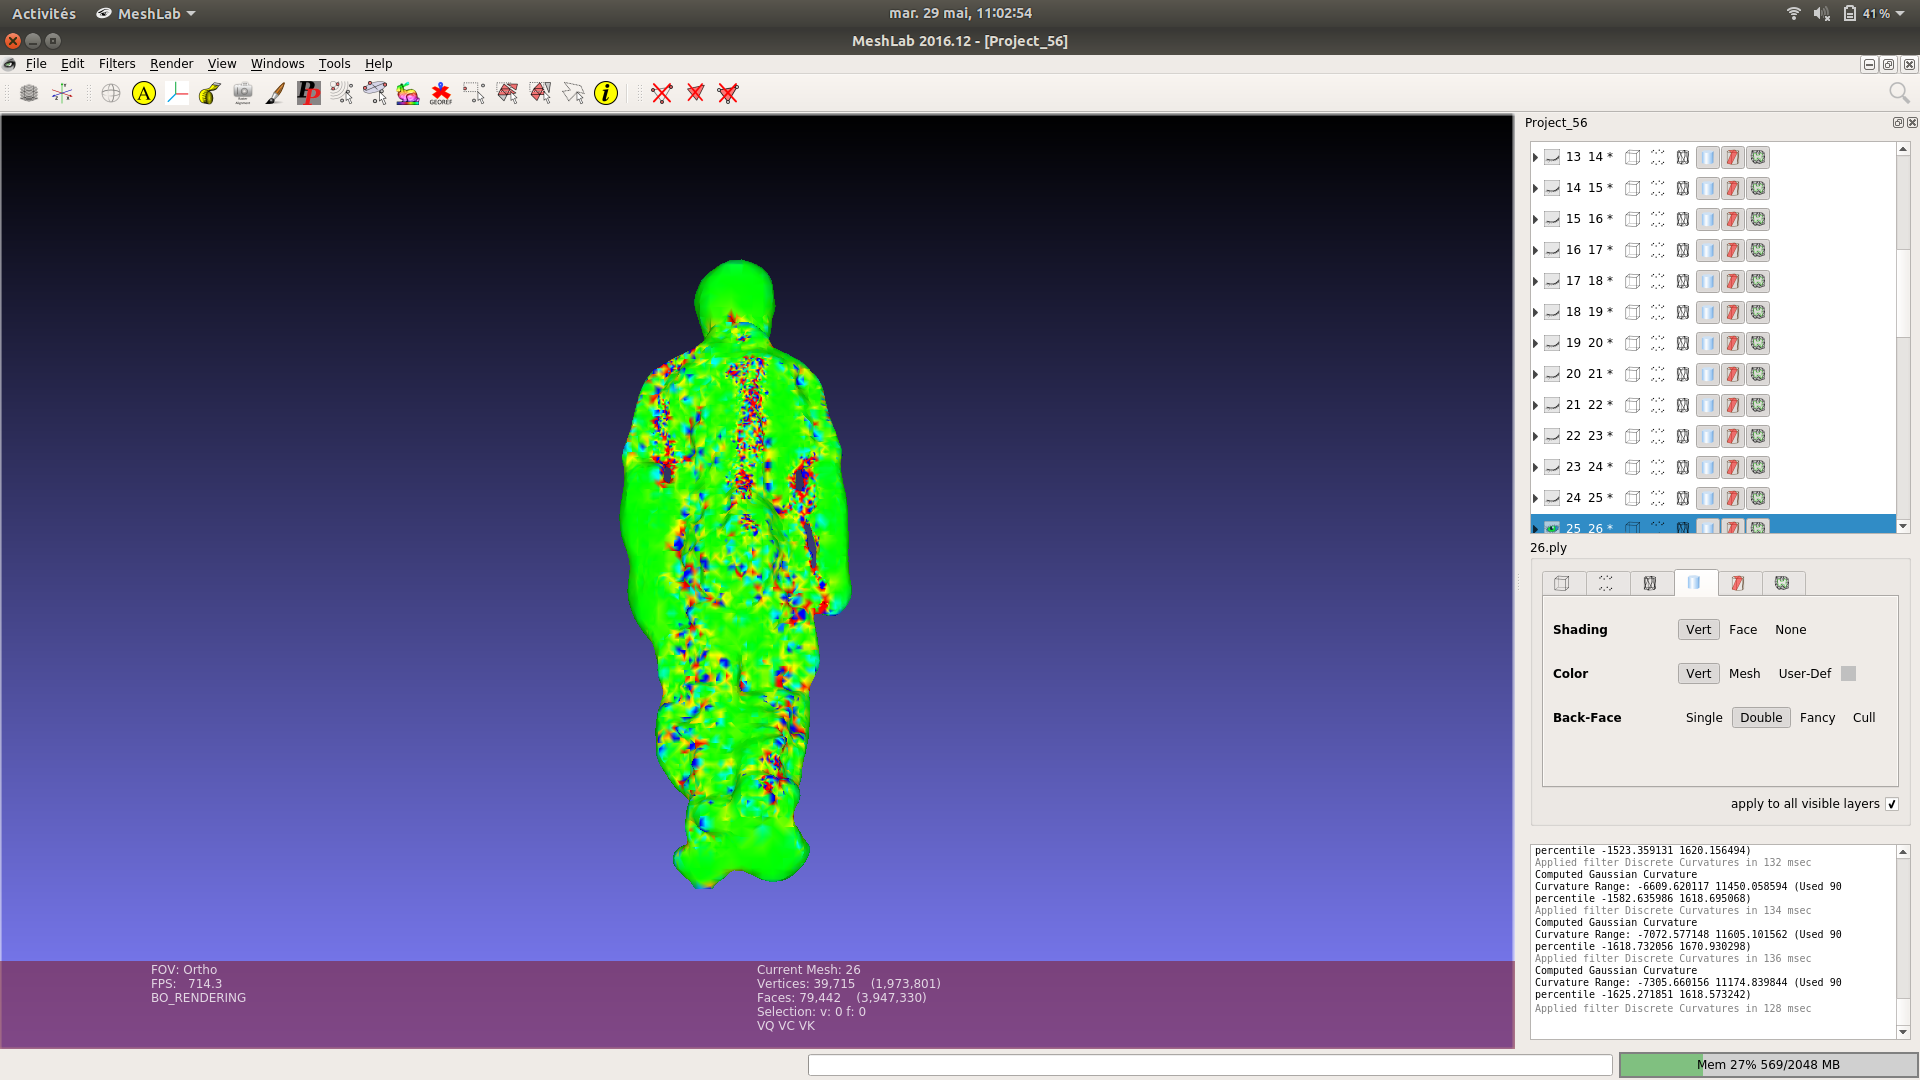 Activités MeshLab mar. 29 mai, 11:02:54 41 %
MeshLab 2016.12 - [Project_56]
File Edit Filters Render View Windows Tools Help
A PP GEOREF i
Project_56
13 14 *
14 15 *
15 16 *
16 17 *
17 18 *
18 19 *
19 20 *
20 21 *
21 22 *
22 23 *
23 24 *
24 25 *
25 26 *
26.ply
Shading Vert Face None
Color Vert Mesh User-Def
Back-Face Single Double Fancy Cull
apply to all visible layers
percentile -1523.359131 1620.156494)
Applied filter Discrete Curvatures in 132 msec
Computed Gaussian Curvature
Curvature Range: -6609.620117 11450.058594 (Used 90
percentile -1582.635986 1618.695068)
Applied filter Discrete Curvatures in 134 msec
Computed Gaussian Curvature
Curvature Range: -7072.577148 11605.101562 (Used 90
percentile -1618.732056 1670.930298)
Applied filter Discrete Curvatures in 136 msec
Computed Gaussian Curvature
Curvature Range: -7305.660156 11174.839844 (Used 90
percentile -1625.271851 1618.573242)
Applied filter Discrete Curvatures in 128 msec
FOV: Ortho
FPS: 714.3
BO_RENDERING
Current Mesh: 26
Vertices: 39,715 (1,973,801)
Faces: 79,442 (3,947,330)
Selection: v: 0 f: 0
VQ VC VK
Mem 27% 569/2048 MB